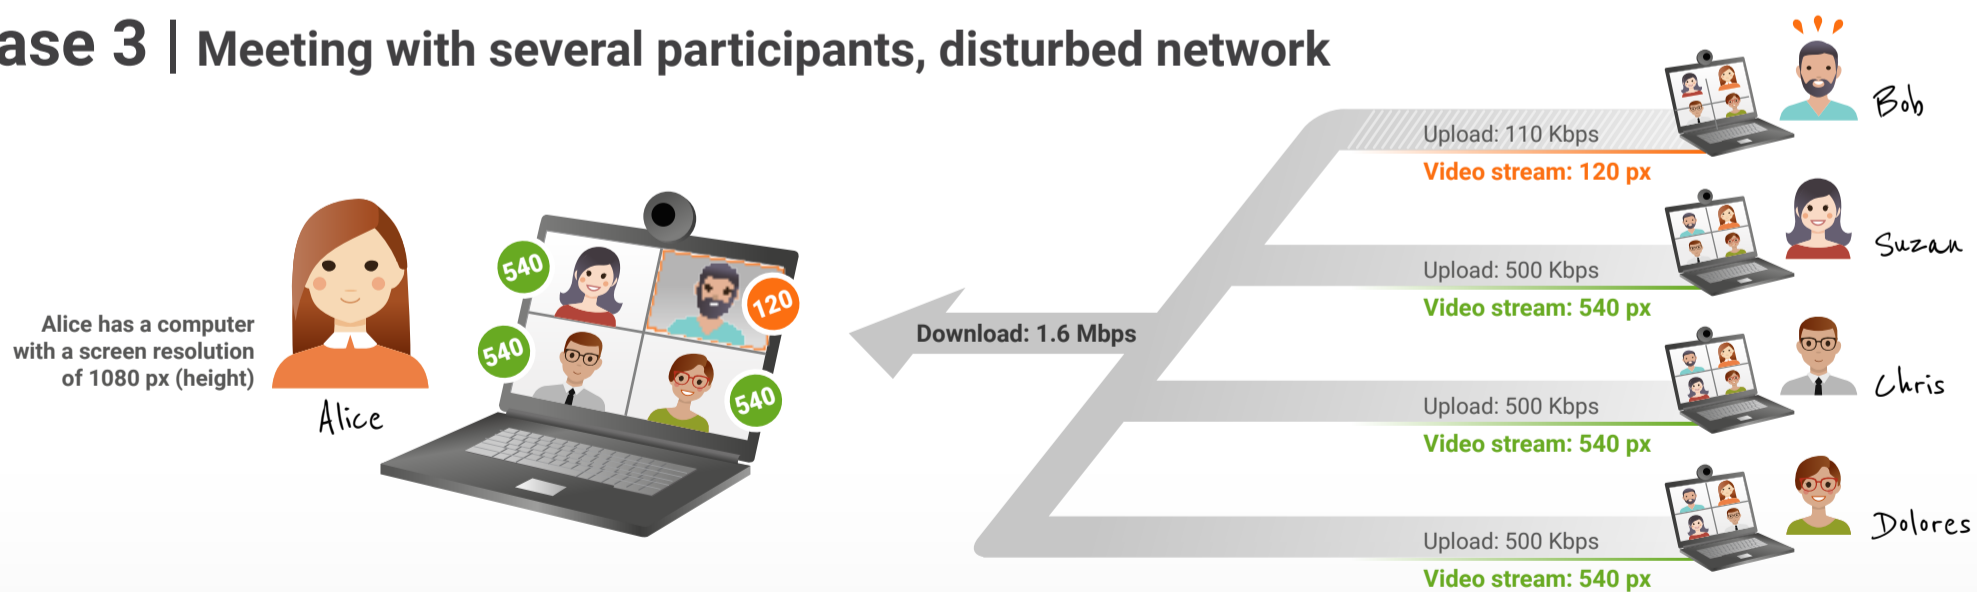 ase 3 | Meeting with several participants, disturbed network
Bob
Upload: 110 Kbps
Video stream: 120 px
Suzan
Upload: 500 Kbps
Video stream: 540 px
540
120
Alice has a computer
with a screen resolution
of 1080 px (height)
Alice
540
540
Download: 1.6 Mbps
Chris
Upload: 500 Kbps
Video stream: 540 px
Dolores
Upload: 500 Kbps
Video stream: 540 px